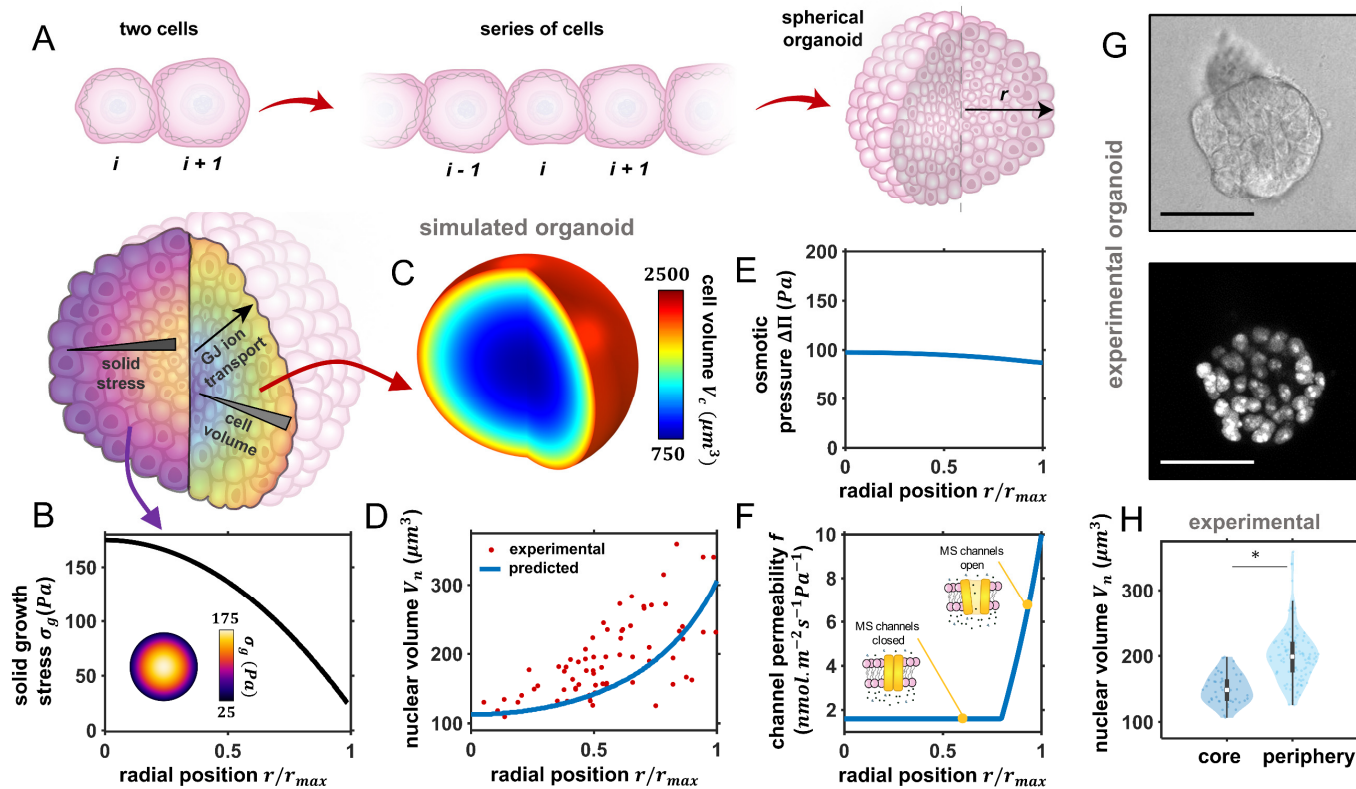 A
two cells
series of cells
spherical
organoid
i
i + 1
i - 1
i
i + 1
r
solid
stress
GJ ion
transport
cell
volume
simulated organoid
C
2500
750
cell volume V_c (μm³)
B
solid growth
stress σ_g(Pa)
150
100
50
0
175
25
σ_g (Pa)
0
0.5
1
radial position r/r_max
D
nuclear volume V_n (μm³)
300
200
100
experimental
predicted
0
0.5
1
radial position r/r_max
E
osmotic
pressure ΔΠ (Pa)
200
150
100
50
0
0
0.5
1
radial position r/r_max
F
channel permeability f
(nmol. m⁻²s⁻¹Pa⁻¹)
10
8
6
4
2
MS channels
open
MS channels
closed
0
0.5
1
radial position r/r_max
G
experimental organoid
H
experimental
nuclear volume V_n (μm³)
300
200
100
*
core
periphery